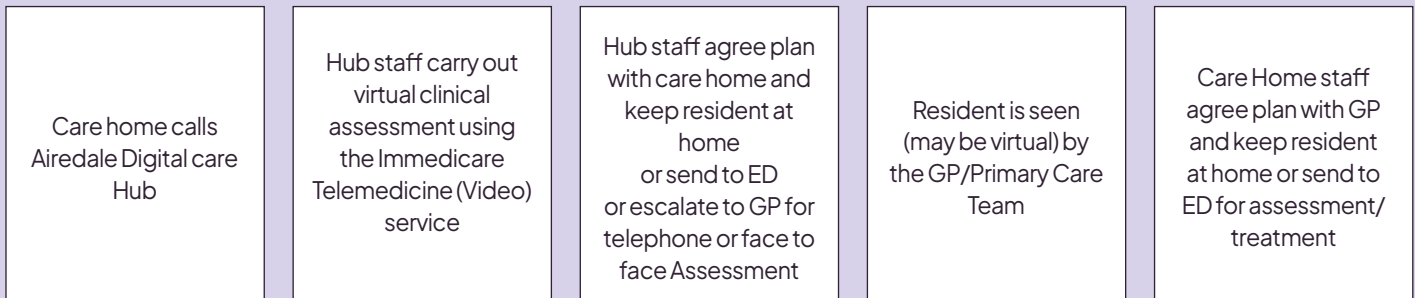 Care home calls
Airedale Digital care
Hub
Hub staff carry out
virtual clinical
assessment using
the Immedicare
Telemedicine (Video)
service
Hub staff agree plan
with care home and
keep resident at
home
or send to ED
or escalate to GP for
telephone or face to
face Assessment
Resident is seen
(may be virtual) by
the GP/Primary Care
Team
Care Home staff
agree plan with GP
and keep resident
at home or send to
ED for assessment/
treatment